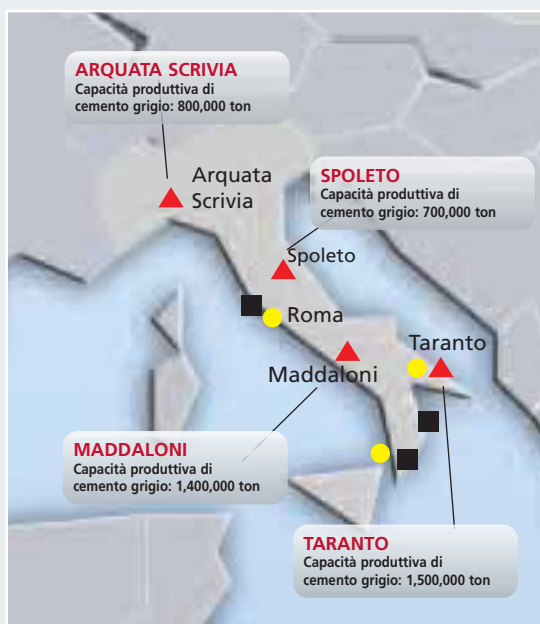 ARQUATA SCRIVIA
Capacità produttiva di
cemento grigio: 800,000 ton
Arquata
Scrivia
SPOLETO
Capacità produttiva di
cemento grigio: 700,000 ton
Spoleto
Roma
Taranto
Maddaloni
MADDALONI
Capacità produttiva di
cemento grigio: 1,400,000 ton
TARANTO
Capacità produttiva di
cemento grigio: 1,500,000 ton